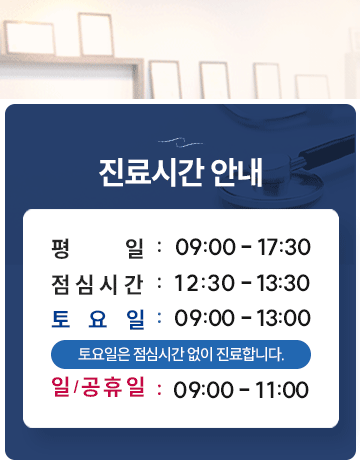 진료시간 안내
평 일 : 09:00 - 17:30
점심시간 : 12:30 - 13:30
토 요 일 : 09:00 - 13:00
토요일은 점심시간 없이 진료합니다.
일/공휴일 : 09:00 - 11:00